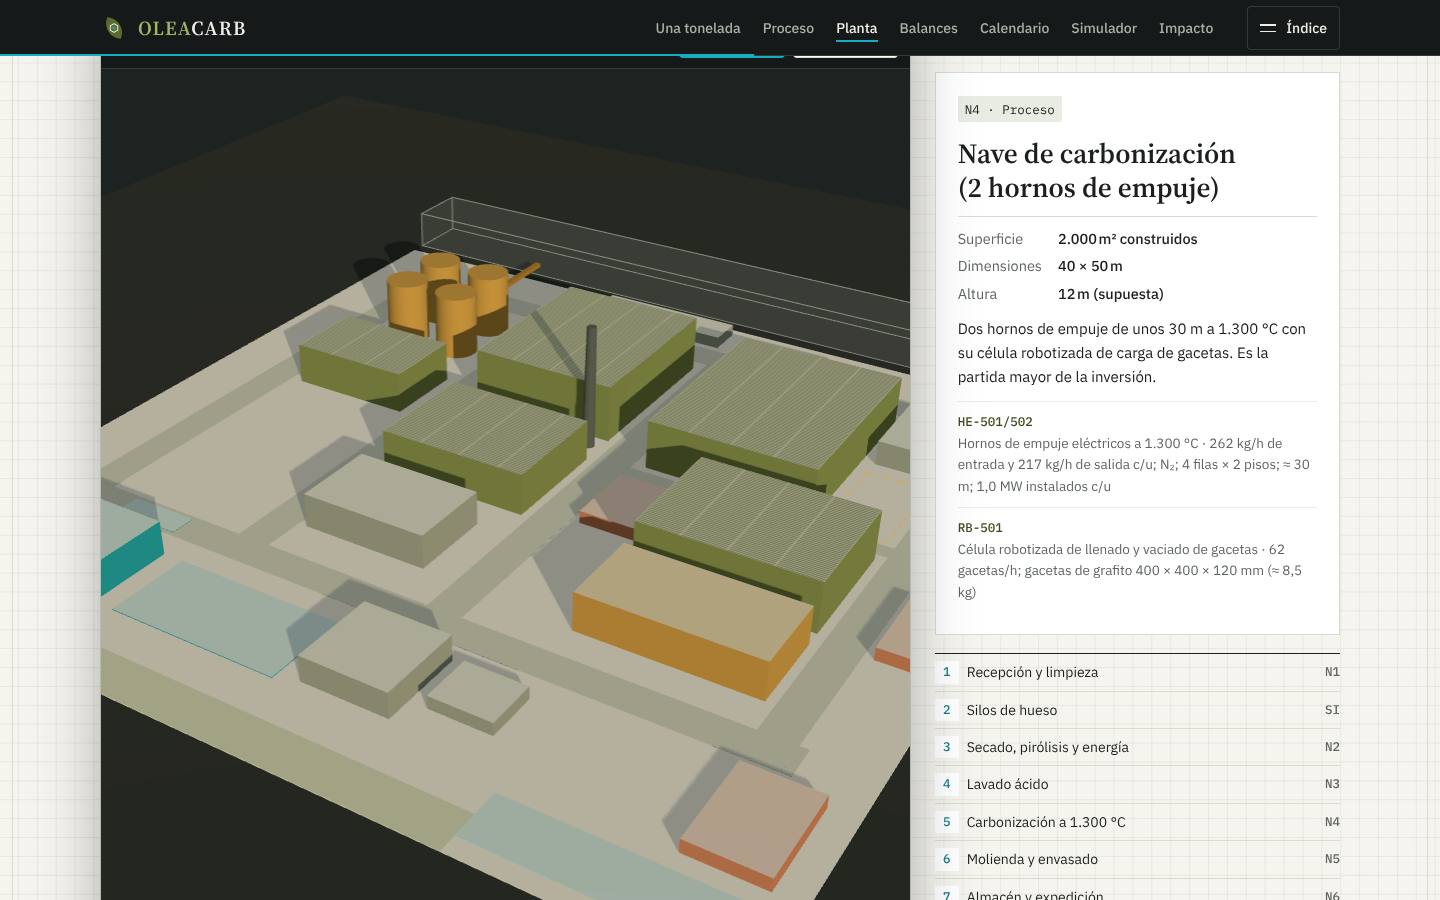 OLEACARB
Una tonelada
Proceso
Planta
Balances
Calendario
Simulador
Impacto
Índice
N4 · Proceso
Nave de carbonización
(2 hornos de empuje)
Superficie 2.000 m² construidos
Dimensiones 40 × 50 m
Altura 12 m (supuesta)
Dos hornos de empuje de unos 30 m a 1.300 °C con
su célula robotizada de carga de gacetas. Es la
partida mayor de la inversión.
HE-501/502
Hornos de empuje eléctricos a 1.300 °C · 262 kg/h de
entrada y 217 kg/h de salida c/u; N₂; 4 filas × 2 pisos; ≈ 30
m; 1,0 MW instalados c/u
RB-501
Célula robotizada de llenado y vaciado de gacetas · 62
gacetas/h; gacetas de grafito 400 × 400 × 120 mm (≈ 8,5
kg)
1 Recepción y limpieza N1
2 Silos de hueso SI
3 Secado, pirólisis y energía N2
4 Lavado ácido N3
5 Carbonización a 1.300 °C N4
6 Molienda y envasado N5
7 Almacén y expedición N6